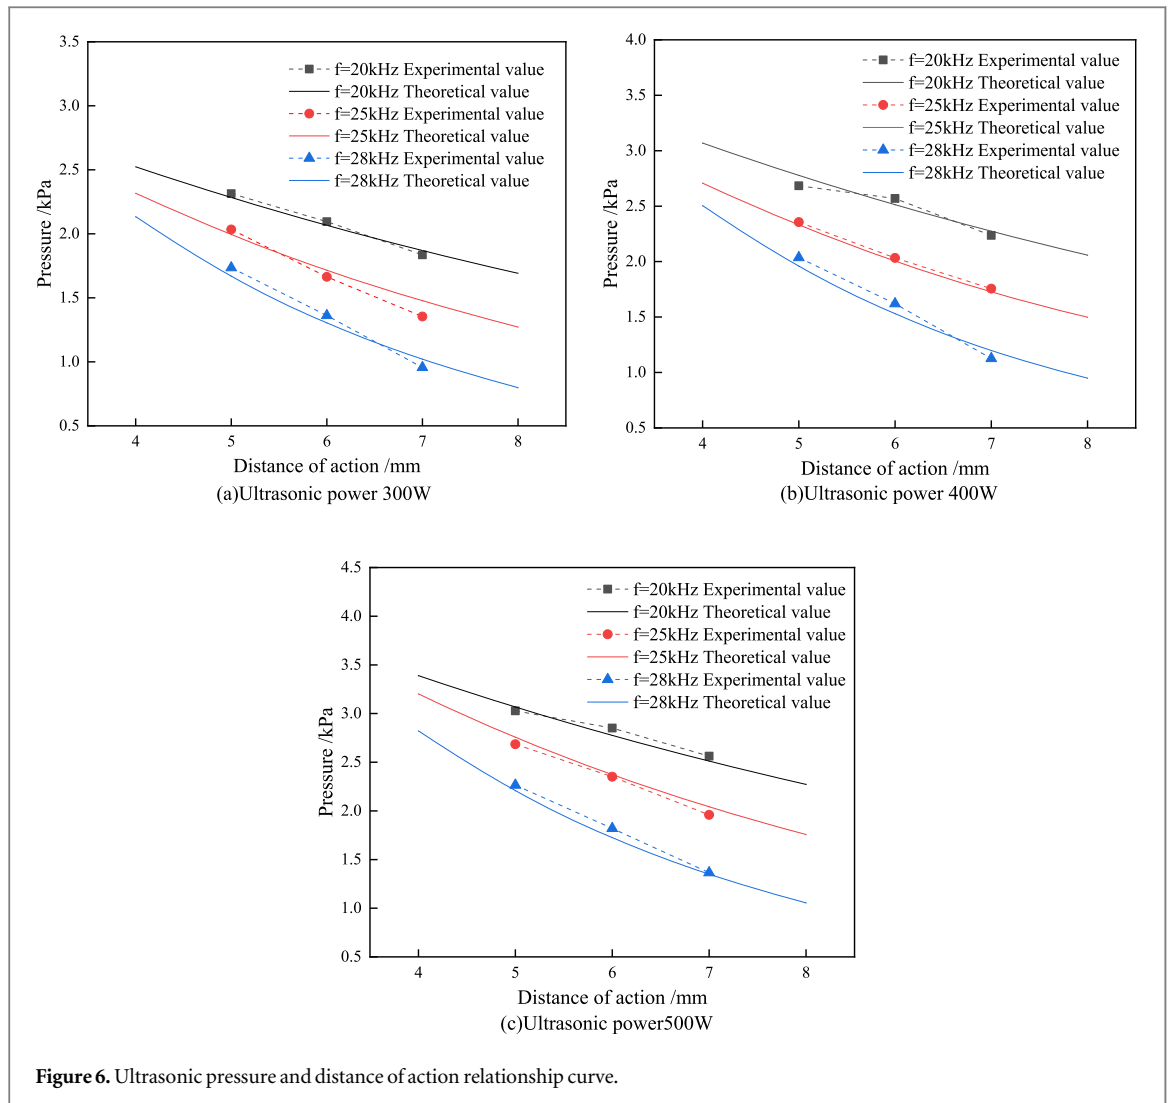 3.5
3.0
2.5
2.0
1.5
1.0
0.5
Pressure /kPa
f=20kHz Experimental value
f=20kHz Theoretical value
f=25kHz Experimental value
f=25kHz Theoretical value
f=28kHz Experimental value
f=28kHz Theoretical value
4 5 6 7 8
Distance of action /mm
(a)Ultrasonic power 300W
4.0
3.5
3.0
2.5
2.0
1.5
1.0
0.5
Pressure /kPa
f=20kHz Experimental value
f=20kHz Theoretical value
f=25kHz Experimental value
f=25kHz Theoretical value
f=28kHz Experimental value
f=28kHz Theoretical value
4 5 6 7 8
Distance of action /mm
(b)Ultrasonic power 400W
4.5
4.0
3.5
3.0
2.5
2.0
1.5
1.0
0.5
Pressure /kPa
f=20kHz Experimental value
f=20kHz Theoretical value
f=25kHz Experimental value
f=25kHz Theoretical value
f=28kHz Experimental value
f=28kHz Theoretical value
4 5 6 7 8
Distance of action /mm
(c)Ultrasonic power500W
Figure 6. Ultrasonic pressure and distance of action relationship curve.